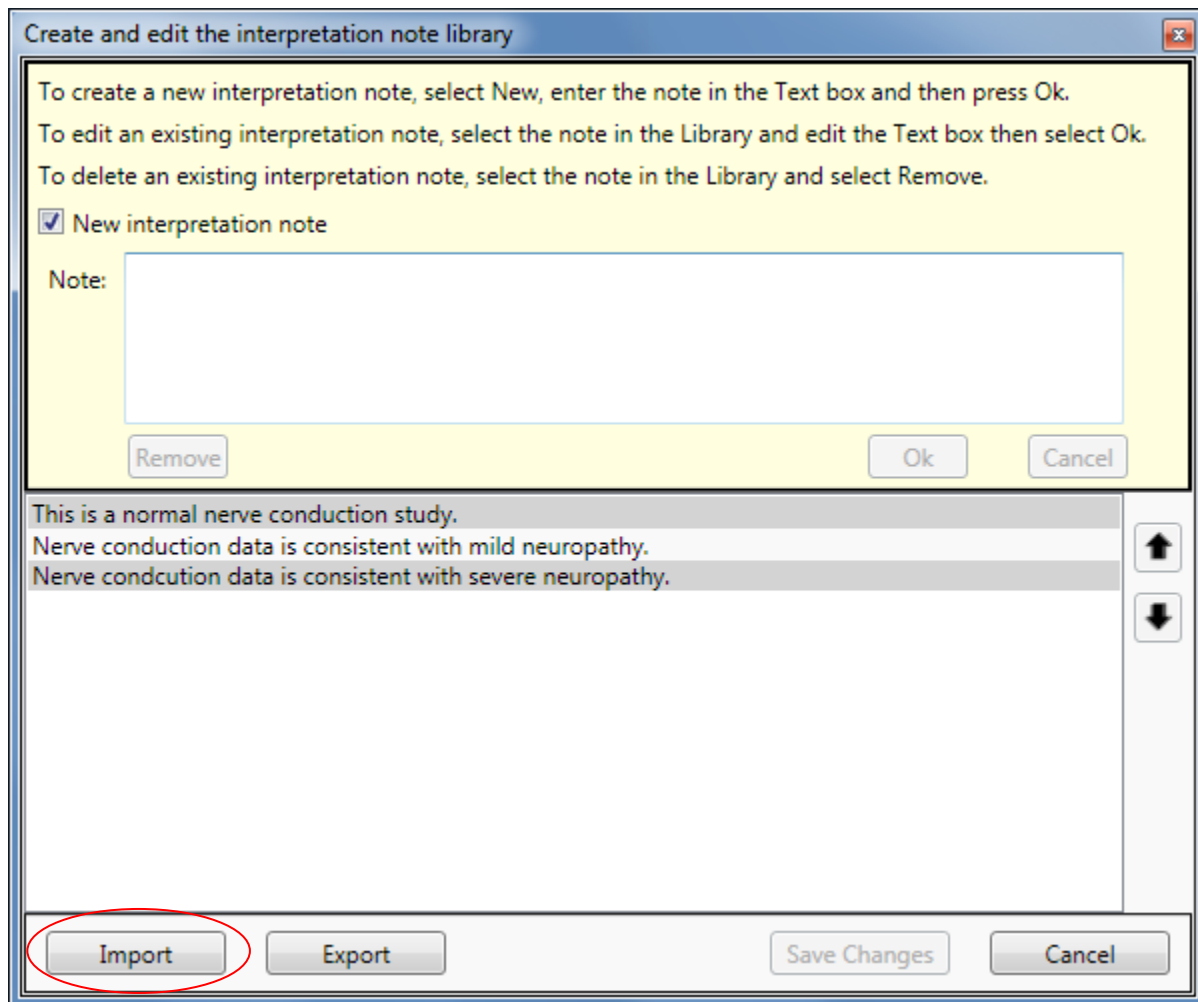 Create and edit the interpretation note library
To create a new interpretation note, select New, enter the note in the Text box and then press Ok.
To edit an existing interpretation note, select the note in the Library and edit the Text box then select Ok.
To delete an existing interpretation note, select the note in the Library and select Remove.
New interpretation note
Note:
Remove Ok Cancel
This is a normal nerve conduction study.
Nerve conduction data is consistent with mild neuropathy.
Nerve condcution data is consistent with severe neuropathy.
Import Export Save Changes Cancel